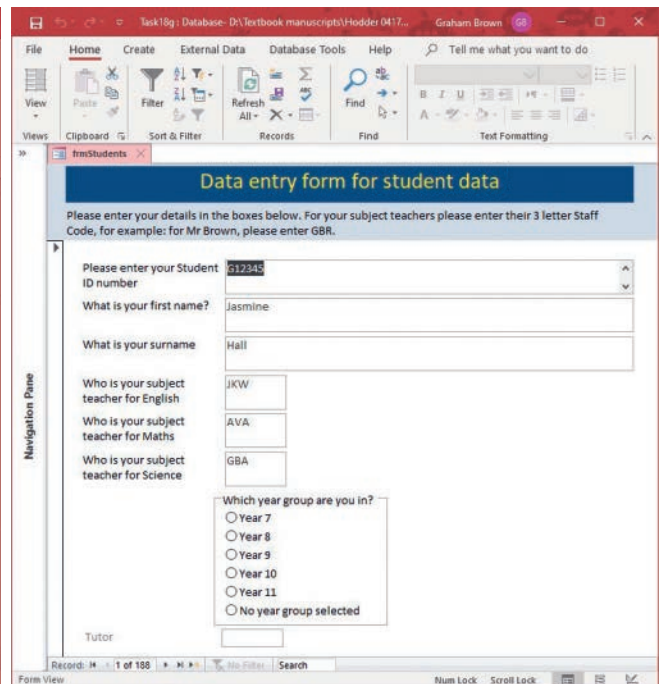 Task18g : Database- D:\Textbook manuscripts\Hodder 0417... Graham Brown GB
File Home Create External Data Database Tools Help Tell me what you want to do
View Paste Filter Refresh All Find
B I U
A
Views Clipboard Sort & Filter Records Find Text Formatting
frmStudents
Data entry form for student data
Please enter your details in the boxes below. For your subject teachers please enter their 3 letter Staff
Code, for example: for Mr Brown, please enter GBR.
Please enter your Student G12345
ID number
What is your first name? Jasmine
What is your surname Hall
Who is your subject JKW
teacher for English
Who is your subject AVA
teacher for Maths
Who is your subject GBA
teacher for Science
Which year group are you in?
Year 7
Year 8
Year 9
Year 10
Year 11
No year group selected
Tutor
Navigation Pane
Record: 1 of 188 No Filter Search
Form View Num Lock Scroll Lock